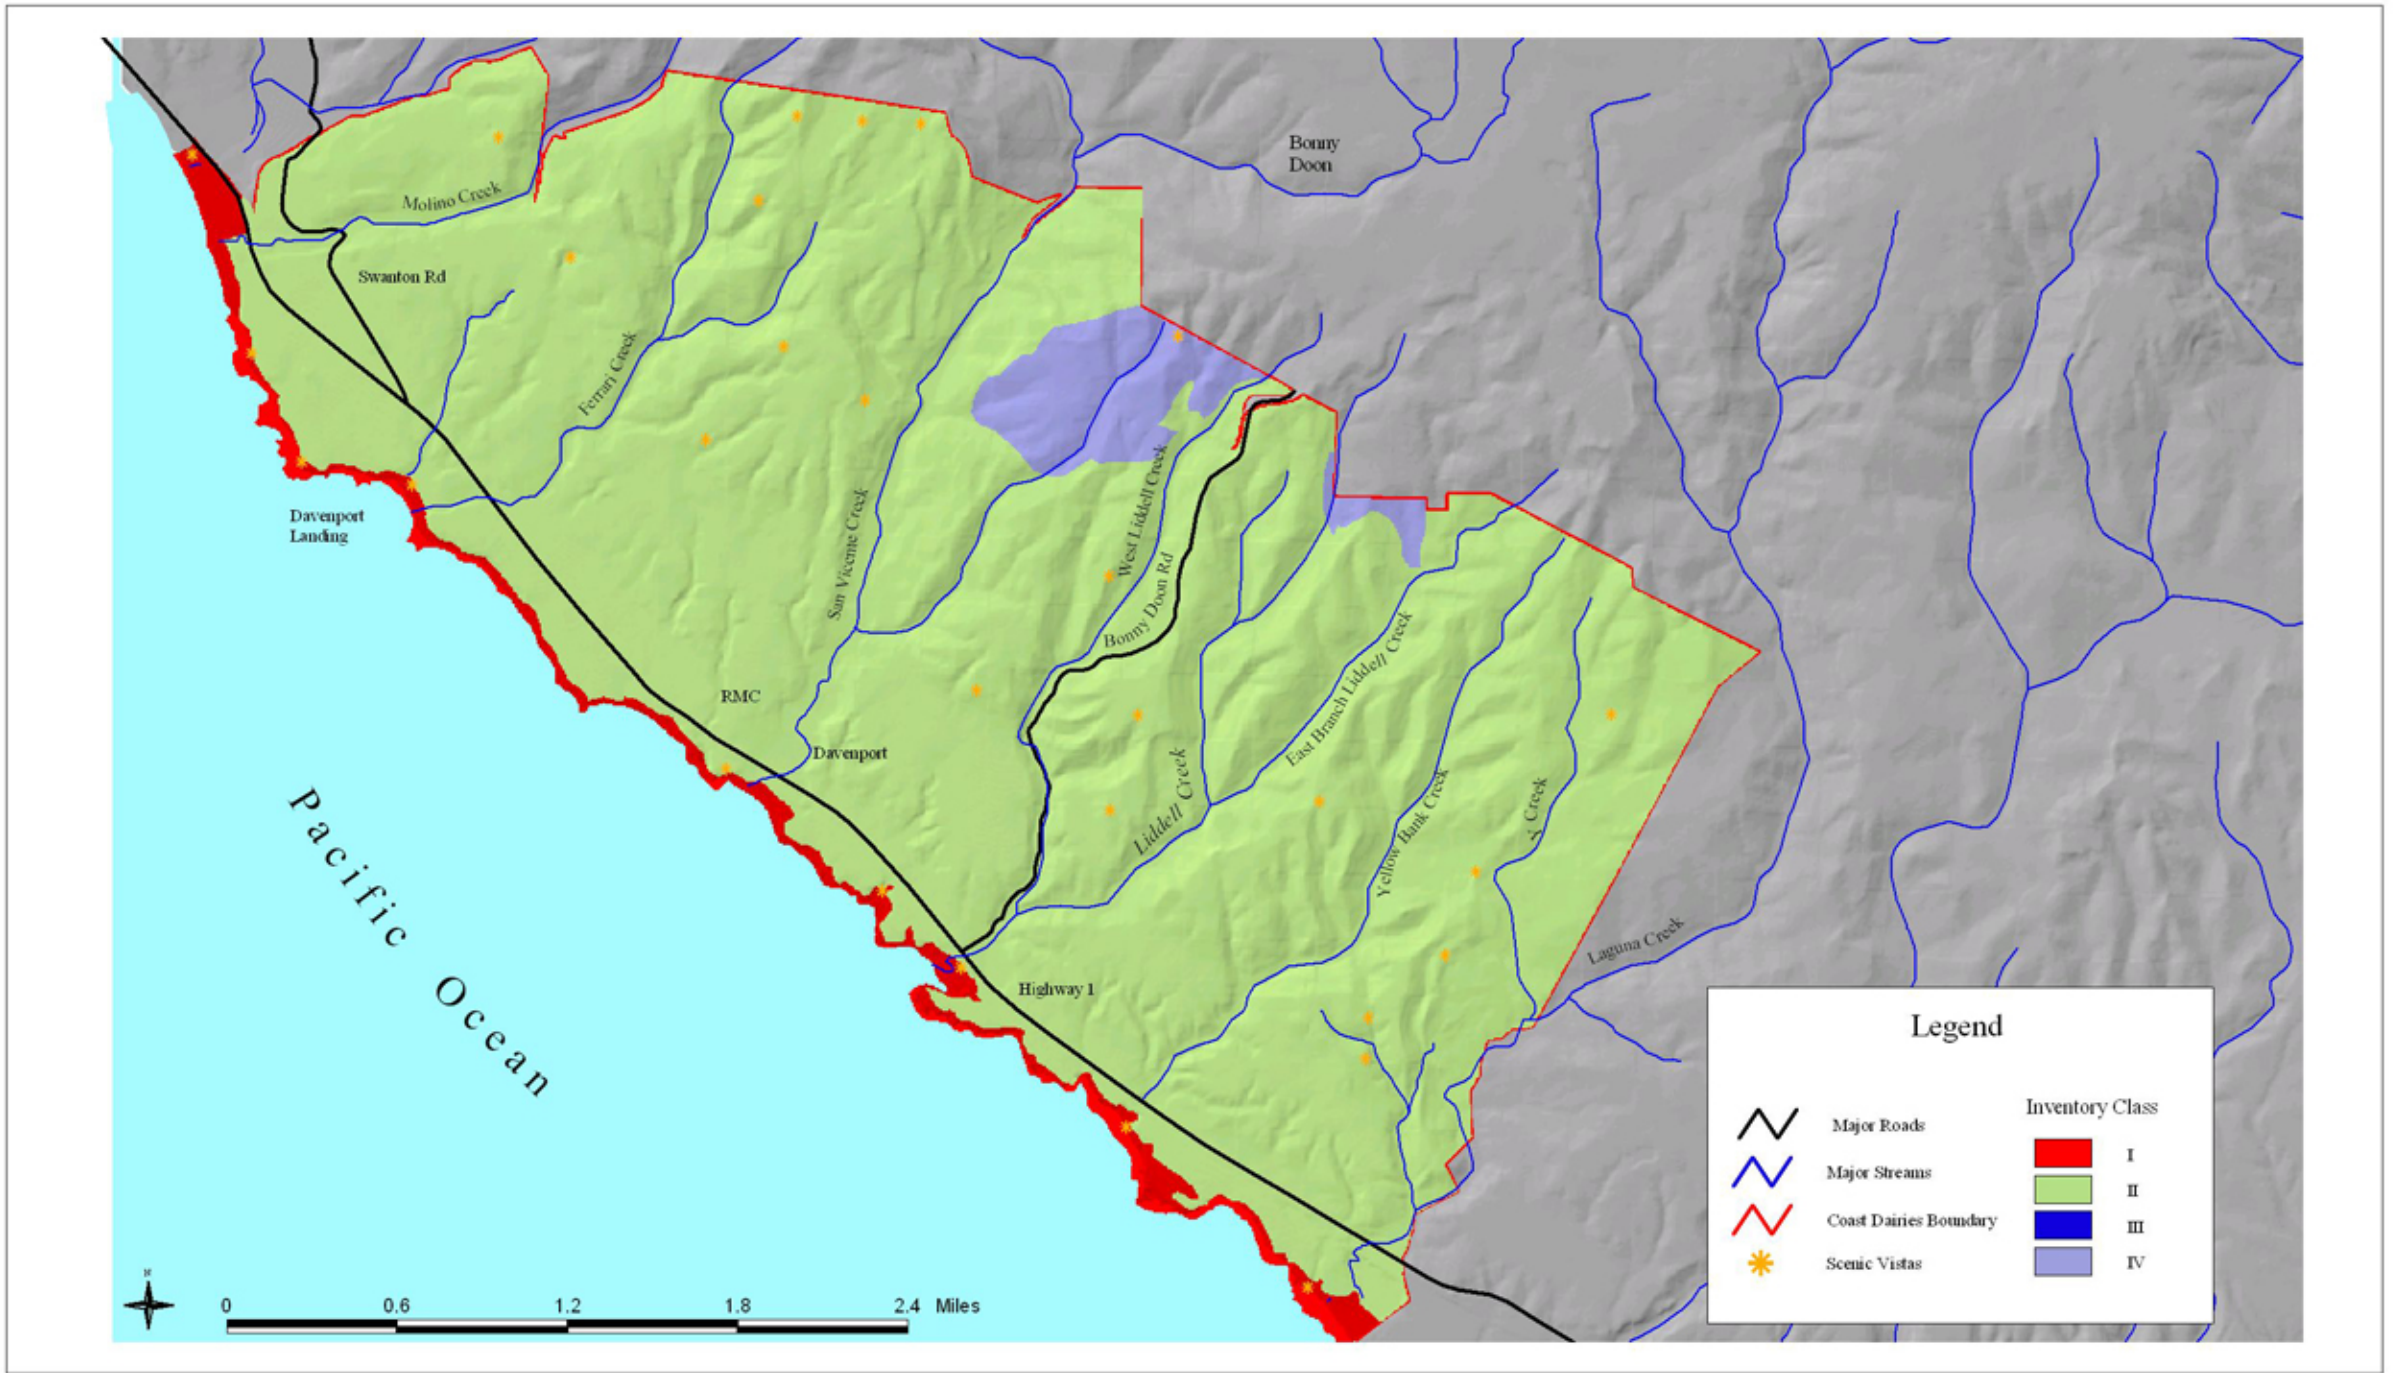 Bonny
Doon
Molino Creek
Swanton Rd
Ferrari Creek
Davenport
Landing
San Vicente Creek
West Liddell Creek
Bonny Doon Rd
RMC
Davenport
East Branch Liddell Creek
Liddell Creek
Yellow Bank Creek
Y Creek
Laguna Creek
Highway 1
Pacific Ocean
N
0 0.6 1.2 1.8 2.4 Miles
Legend
Inventory Class
Major Roads
Major Streams
Coast Dairies Boundary
Scenic Vistas
I
II
III
IV